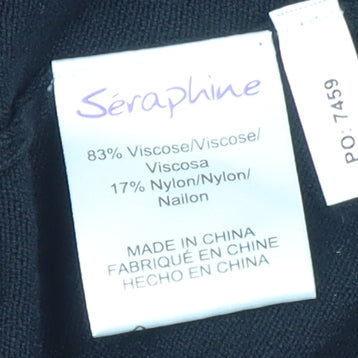 Séraphine
83% Viscose/Viscose/
Viscosa
17% Nylon/Nylon/
Nailon
MADE IN CHINA
FABRIQUÉ EN CHINE
HECHO EN CHINA
PO: 7459